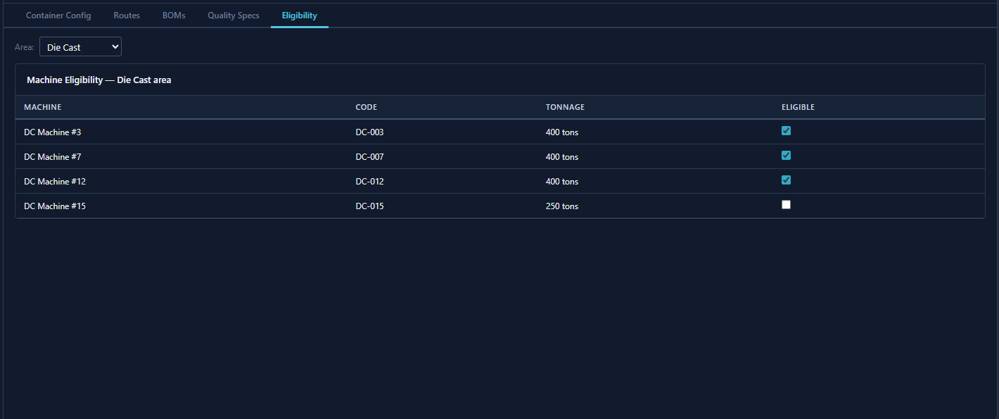 Container Config Routes BOMs Quality Specs Eligibility
Area: Die Cast
Machine Eligibility — Die Cast area
MACHINE CODE TONNAGE ELIGIBLE
DC Machine #3 DC-003 400 tons
DC Machine #7 DC-007 400 tons
DC Machine #12 DC-012 400 tons
DC Machine #15 DC-015 250 tons